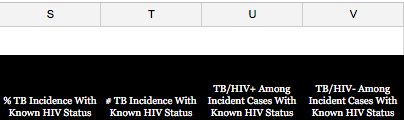 S T U V
% TB Incidence With Known HIV Status
# TB Incidence With Known HIV Status
TB/HIV+ Among Incident Cases With Known HIV Status
TB/HIV- Among Incident Cases With Known HIV Status